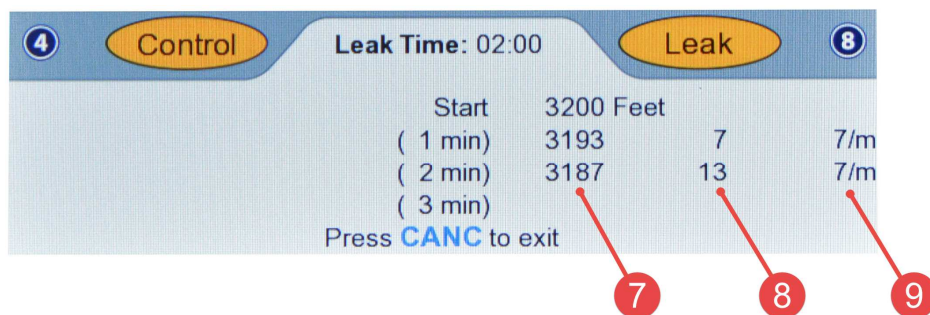 4 Control Leak Time: 02:00 Leak 8
Start 3200 Feet
( 1 min) 3193 7 7/m
( 2 min) 3187 13 7/m
( 3 min)
Press CANC to exit
7 8 9